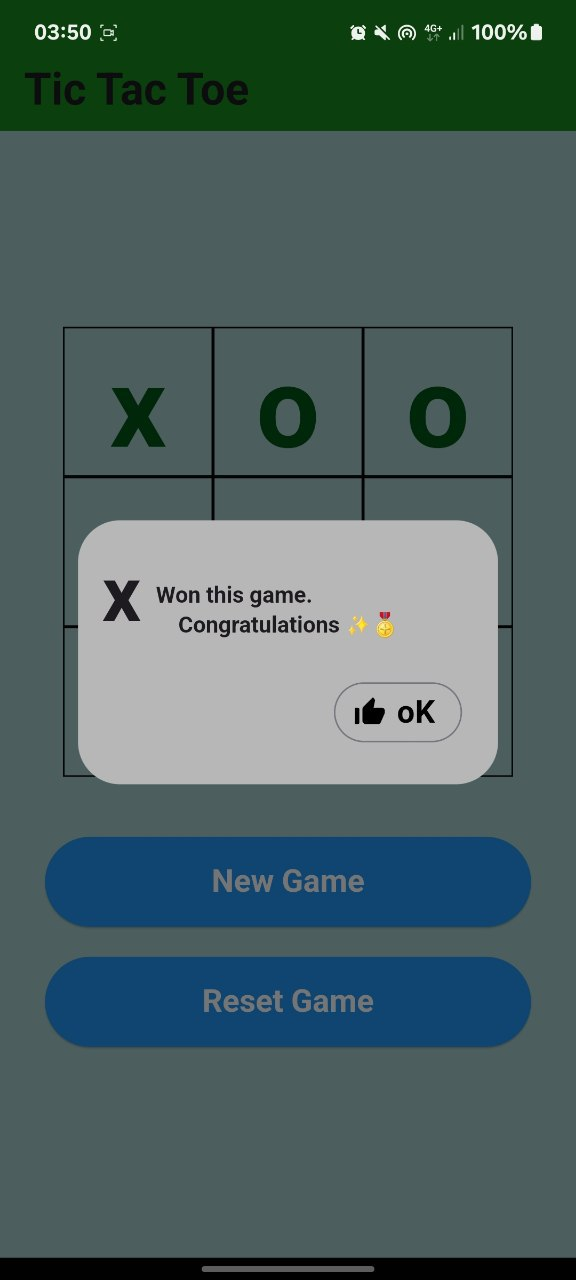 03:50 4G+ 100%
Tic Tac Toe
X O O
X Won this game.
Congratulations ✨🏅
oK
New Game
Reset Game